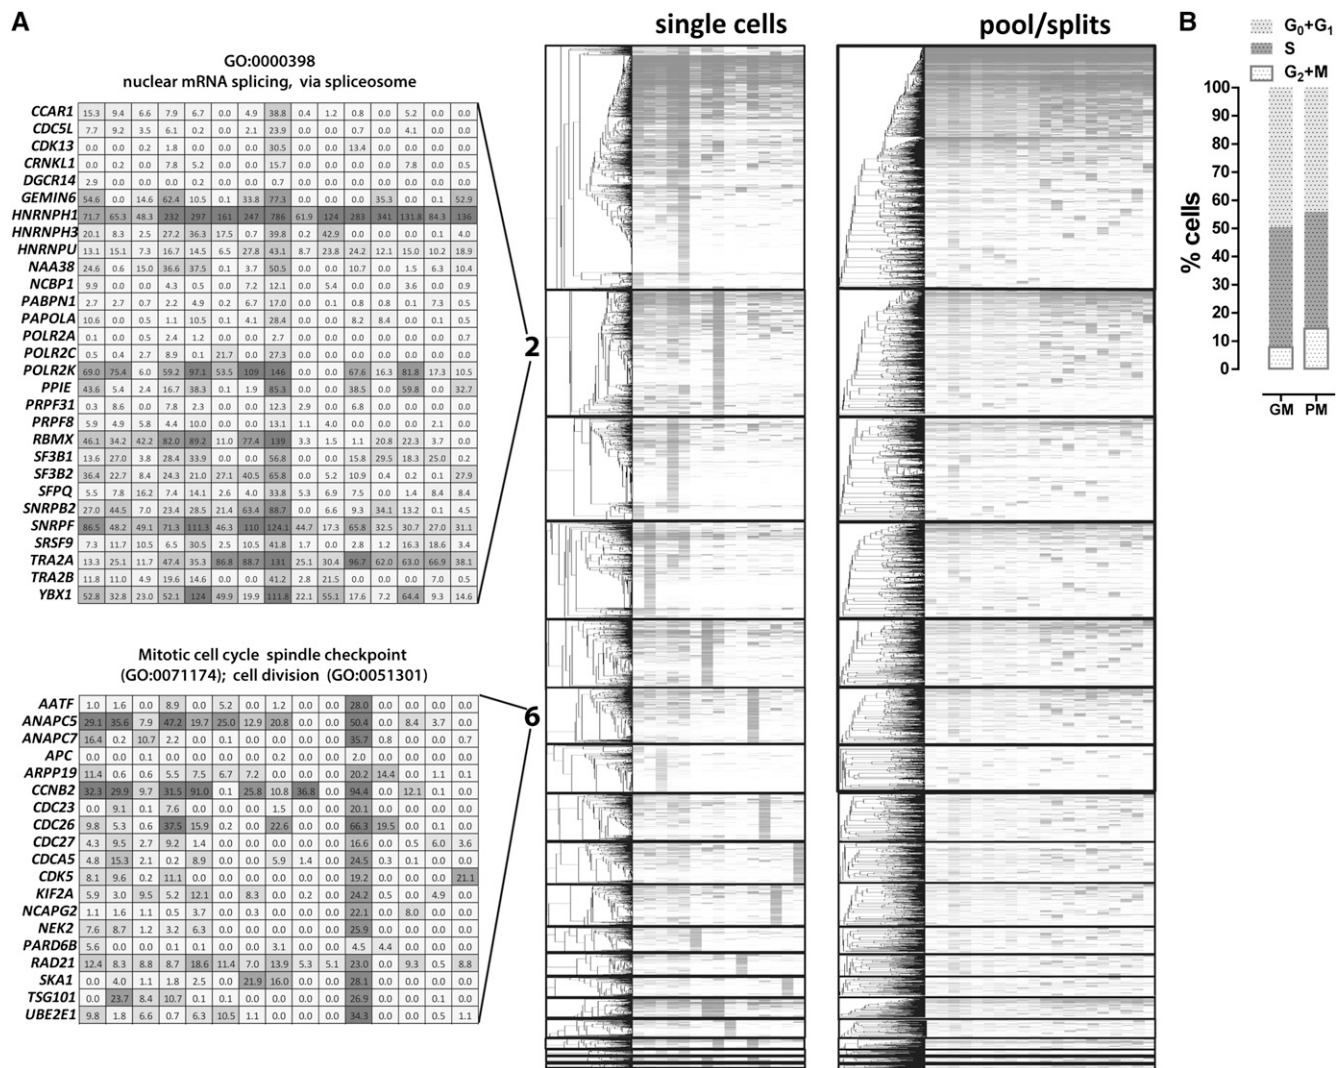 A
single cells
pool/splits
B
G0+G1
S
G2+M
GO:0000398
nuclear mRNA splicing, via spliceosome
CCAR1 15.3 9.4 6.6 7.9 6.7 0.0 4.9 38.8 0.4 1.2 0.8 0.0 5.2 0.0 0.0
CDC5L 7.7 9.2 3.5 6.1 0.2 0.0 2.1 23.9 0.0 0.0 0.7 0.0 4.1 0.0 0.0
CDK13 0.0 0.0 0.2 1.8 0.0 0.0 0.0 30.5 0.0 0.0 13.4 0.0 0.0 0.0 0.0
CRNKL1 0.0 0.2 0.0 7.8 5.2 0.0 0.0 15.7 0.0 0.0 0.0 0.0 7.8 0.0 0.5
DGCR14 2.9 0.0 0.0 0.0 0.2 0.0 0.0 0.7 0.0 0.0 0.0 0.0 0.0 0.0 0.0
GEMIN6 54.6 0.0 14.6 62.4 10.5 0.1 33.8 77.3 0.0 0.0 0.0 35.3 0.0 0.1 52.9
HNRNPH1 71.7 65.3 48.3 232 297 161 247 786 61.9 124 283 341 131.8 84.3 136
HNRNPH3 20.1 8.3 2.5 27.2 36.3 17.5 0.7 39.8 0.2 42.9 0.0 0.0 0.0 0.1 4.0
HNRNPU 13.1 15.1 7.3 16.7 14.5 6.5 27.8 43.1 8.7 23.8 24.2 12.1 15.0 10.2 18.9
NAA38 24.6 0.6 15.0 36.6 37.5 0.1 3.7 50.5 0.0 0.0 10.7 0.0 1.5 6.3 10.4
NCBP1 9.9 0.0 0.0 4.3 0.5 0.0 7.2 12.1 0.0 5.4 0.0 0.0 3.6 0.0 0.9
PABPN1 2.7 2.7 0.7 2.2 4.9 0.2 6.7 17.0 0.0 0.1 0.8 0.8 0.1 7.3 0.5
PAPOLA 10.6 0.0 0.5 1.1 10.5 0.1 4.1 28.4 0.0 0.0 8.2 8.4 0.0 0.1 0.5
POLR2A 0.1 0.0 0.5 2.4 1.2 0.0 0.0 2.7 0.0 0.0 0.0 0.0 0.0 0.0 0.7
POLR2C 0.5 0.4 2.7 8.9 0.1 21.7 0.0 27.3 0.0 0.0 0.0 0.0 0.0 0.0 0.0
POLR2K 69.0 75.4 6.0 59.2 97.1 53.5 109 146 0.0 0.0 67.6 16.3 81.8 17.3 10.5
PPIE 43.6 5.4 2.4 16.7 38.3 0.1 1.9 85.3 0.0 0.0 38.5 0.0 59.8 0.0 32.7
PRPF31 0.3 8.6 0.0 7.8 2.3 0.0 0.0 12.3 2.9 0.0 6.8 0.0 0.0 0.0 0.0
PRPF8 5.9 4.9 5.8 4.4 10.0 0.0 0.0 13.1 1.1 4.0 0.0 0.0 0.0 2.1 0.0
RBMX 46.1 34.2 42.2 82.0 89.2 11.0 77.4 139 3.3 1.5 1.1 20.8 22.3 3.7 0.0
SF3B1 13.6 27.0 3.8 28.4 33.9 0.0 0.0 56.8 0.0 0.0 15.8 29.5 18.3 25.0 0.2
SF3B2 36.4 22.7 8.4 24.3 21.0 27.1 40.5 65.8 0.0 5.2 10.9 0.4 0.2 0.1 27.9
SFPQ 5.5 7.8 16.2 7.4 14.1 2.6 4.0 33.8 5.3 6.9 7.5 0.0 1.4 8.4 8.4
SNRPB2 27.0 44.5 7.0 23.4 28.5 21.4 63.4 88.7 0.0 6.6 9.3 34.1 13.2 0.1 4.5
SNRPF 86.5 48.2 49.1 71.3 111.3 46.3 110 124.1 44.7 17.3 65.8 32.5 30.7 27.0 31.1
SRSF9 7.3 11.7 10.5 6.5 30.5 2.5 10.5 41.8 1.7 0.0 2.8 1.2 16.3 18.6 3.4
TRA2A 13.3 25.1 11.7 47.4 35.3 86.8 88.7 131 25.1 30.4 96.7 62.0 63.0 66.9 38.1
TRA2B 11.8 11.0 4.9 19.6 14.6 0.0 0.0 41.2 2.8 21.5 0.0 0.0 0.0 7.0 0.5
YBX1 52.8 32.8 23.0 52.1 124 49.9 19.9 111.8 22.1 55.1 17.6 7.2 64.4 9.3 14.6
2
Mitotic cell cycle spindle checkpoint
(GO:0071174); cell division (GO:0051301)
AATF 1.0 1.6 0.0 8.9 0.0 5.2 0.0 1.2 0.0 0.0 28.0 0.0 0.0 0.0 0.0
ANAPC5 29.1 35.6 7.9 47.2 19.7 25.0 12.9 20.8 0.0 0.0 50.4 0.0 8.4 3.7 0.0
ANAPC7 16.4 0.2 10.7 2.2 0.0 0.1 0.0 0.0 0.0 0.0 35.7 0.8 0.0 0.0 0.7
APC 0.0 0.0 0.1 0.0 0.0 0.0 0.0 0.2 0.0 0.0 2.0 0.0 0.0 0.0 0.0
ARPP19 11.4 0.6 0.6 5.5 7.5 6.7 7.2 0.0 0.0 0.0 20.2 14.4 0.0 1.1 0.1
CCNB2 32.3 29.9 9.7 31.5 91.0 0.1 25.8 10.8 36.8 0.0 94.4 0.0 12.1 0.1 0.0
CDC23 0.0 9.1 0.1 7.6 0.0 0.0 0.0 1.5 0.0 0.0 20.1 0.0 0.0 0.0 0.0
CDC26 9.8 5.3 0.6 37.5 15.9 0.2 0.0 22.6 0.0 0.0 66.3 19.5 0.0 0.1 0.0
CDC27 4.3 9.5 2.7 9.2 1.4 0.0 0.0 0.0 0.0 0.0 16.6 0.0 0.5 6.0 3.6
CDCA5 4.8 15.3 2.1 0.2 8.9 0.0 0.0 5.9 1.4 0.0 24.5 0.3 0.1 0.0 0.0
CDK5 8.1 9.6 0.2 11.1 0.0 0.0 0.0 0.0 0.0 0.0 19.2 0.0 0.0 0.0 21.1
KIF2A 5.9 3.0 9.5 5.2 12.1 0.0 8.3 0.0 0.2 0.0 24.2 0.5 0.0 4.9 0.0
NCAPG2 1.1 1.6 1.1 0.5 3.7 0.0 0.3 0.0 0.0 0.0 22.1 0.0 8.0 0.0 0.0
NEK2 7.6 8.7 1.2 3.2 6.3 0.0 0.0 0.0 0.0 0.0 25.9 0.0 0.0 0.0 0.0
PARD6B 5.6 0.0 0.0 0.1 0.1 0.0 0.0 3.1 0.0 0.0 4.5 4.4 0.0 0.0 0.0
RAD21 12.4 8.3 8.8 8.7 18.6 11.4 7.0 13.9 5.3 5.1 23.0 0.0 9.3 0.5 8.8
SKA1 0.0 4.0 1.1 1.8 2.5 0.0 21.9 16.0 0.0 0.0 28.1 0.0 0.0 0.0 0.0
TSG101 0.0 23.7 8.4 10.7 0.1 0.1 0.0 0.0 0.0 0.0 26.9 0.0 0.0 0.1 0.0
UBE2E1 9.8 1.8 6.6 0.7 6.3 10.5 1.1 0.0 0.0 0.0 34.3 0.0 0.0 0.5 1.1
6
% cells
100
90
80
70
60
50
40
30
20
10
0
GM PM